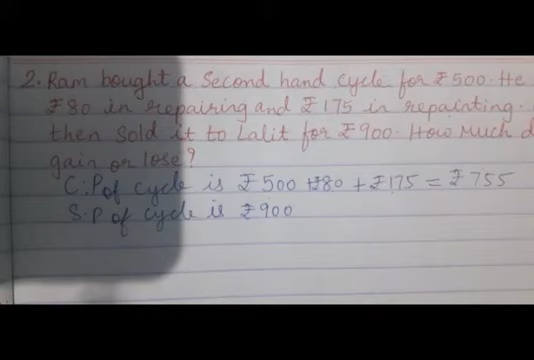 2. Ram bought a Second hand cycle for ₹500. He
₹80 in repairing and ₹175 in repainting.
then sold it to Lalit for ₹900. How much d
gain or lose?
C.P of cycle is ₹500 +₹80 + ₹175 = ₹755
S.P of cycle is ₹900